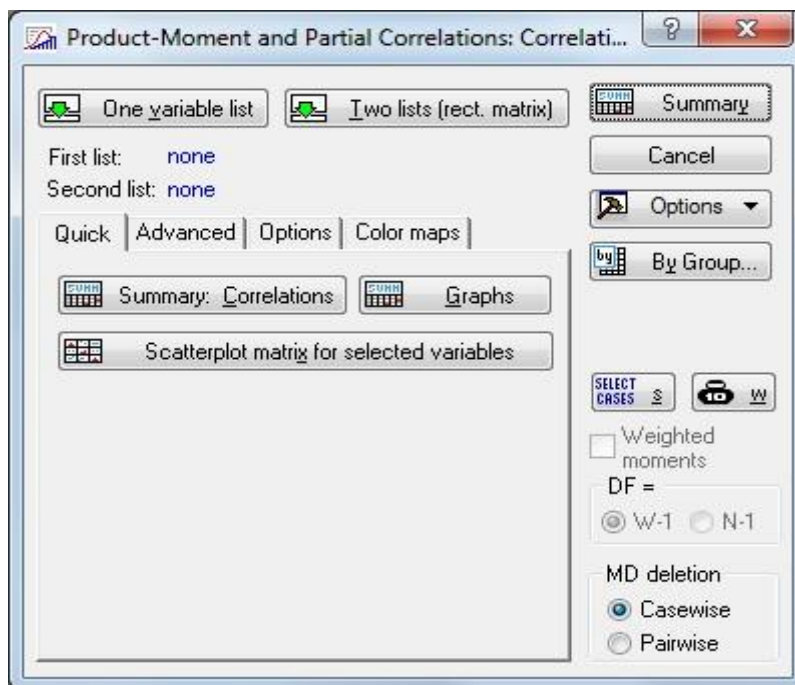 Product-Moment and Partial Correlations: Correlati...
One variable list
Two lists (rect. matrix)
First list: none
Second list: none
Quick
Advanced
Options
Color maps
Summary: Correlations
Graphs
Scatterplot matrix for selected variables
Summary
Cancel
Options
By Group...
SELECT CASES S
W
Weighted
moments
DF =
W-1
N-1
MD deletion
Casewise
Pairwise